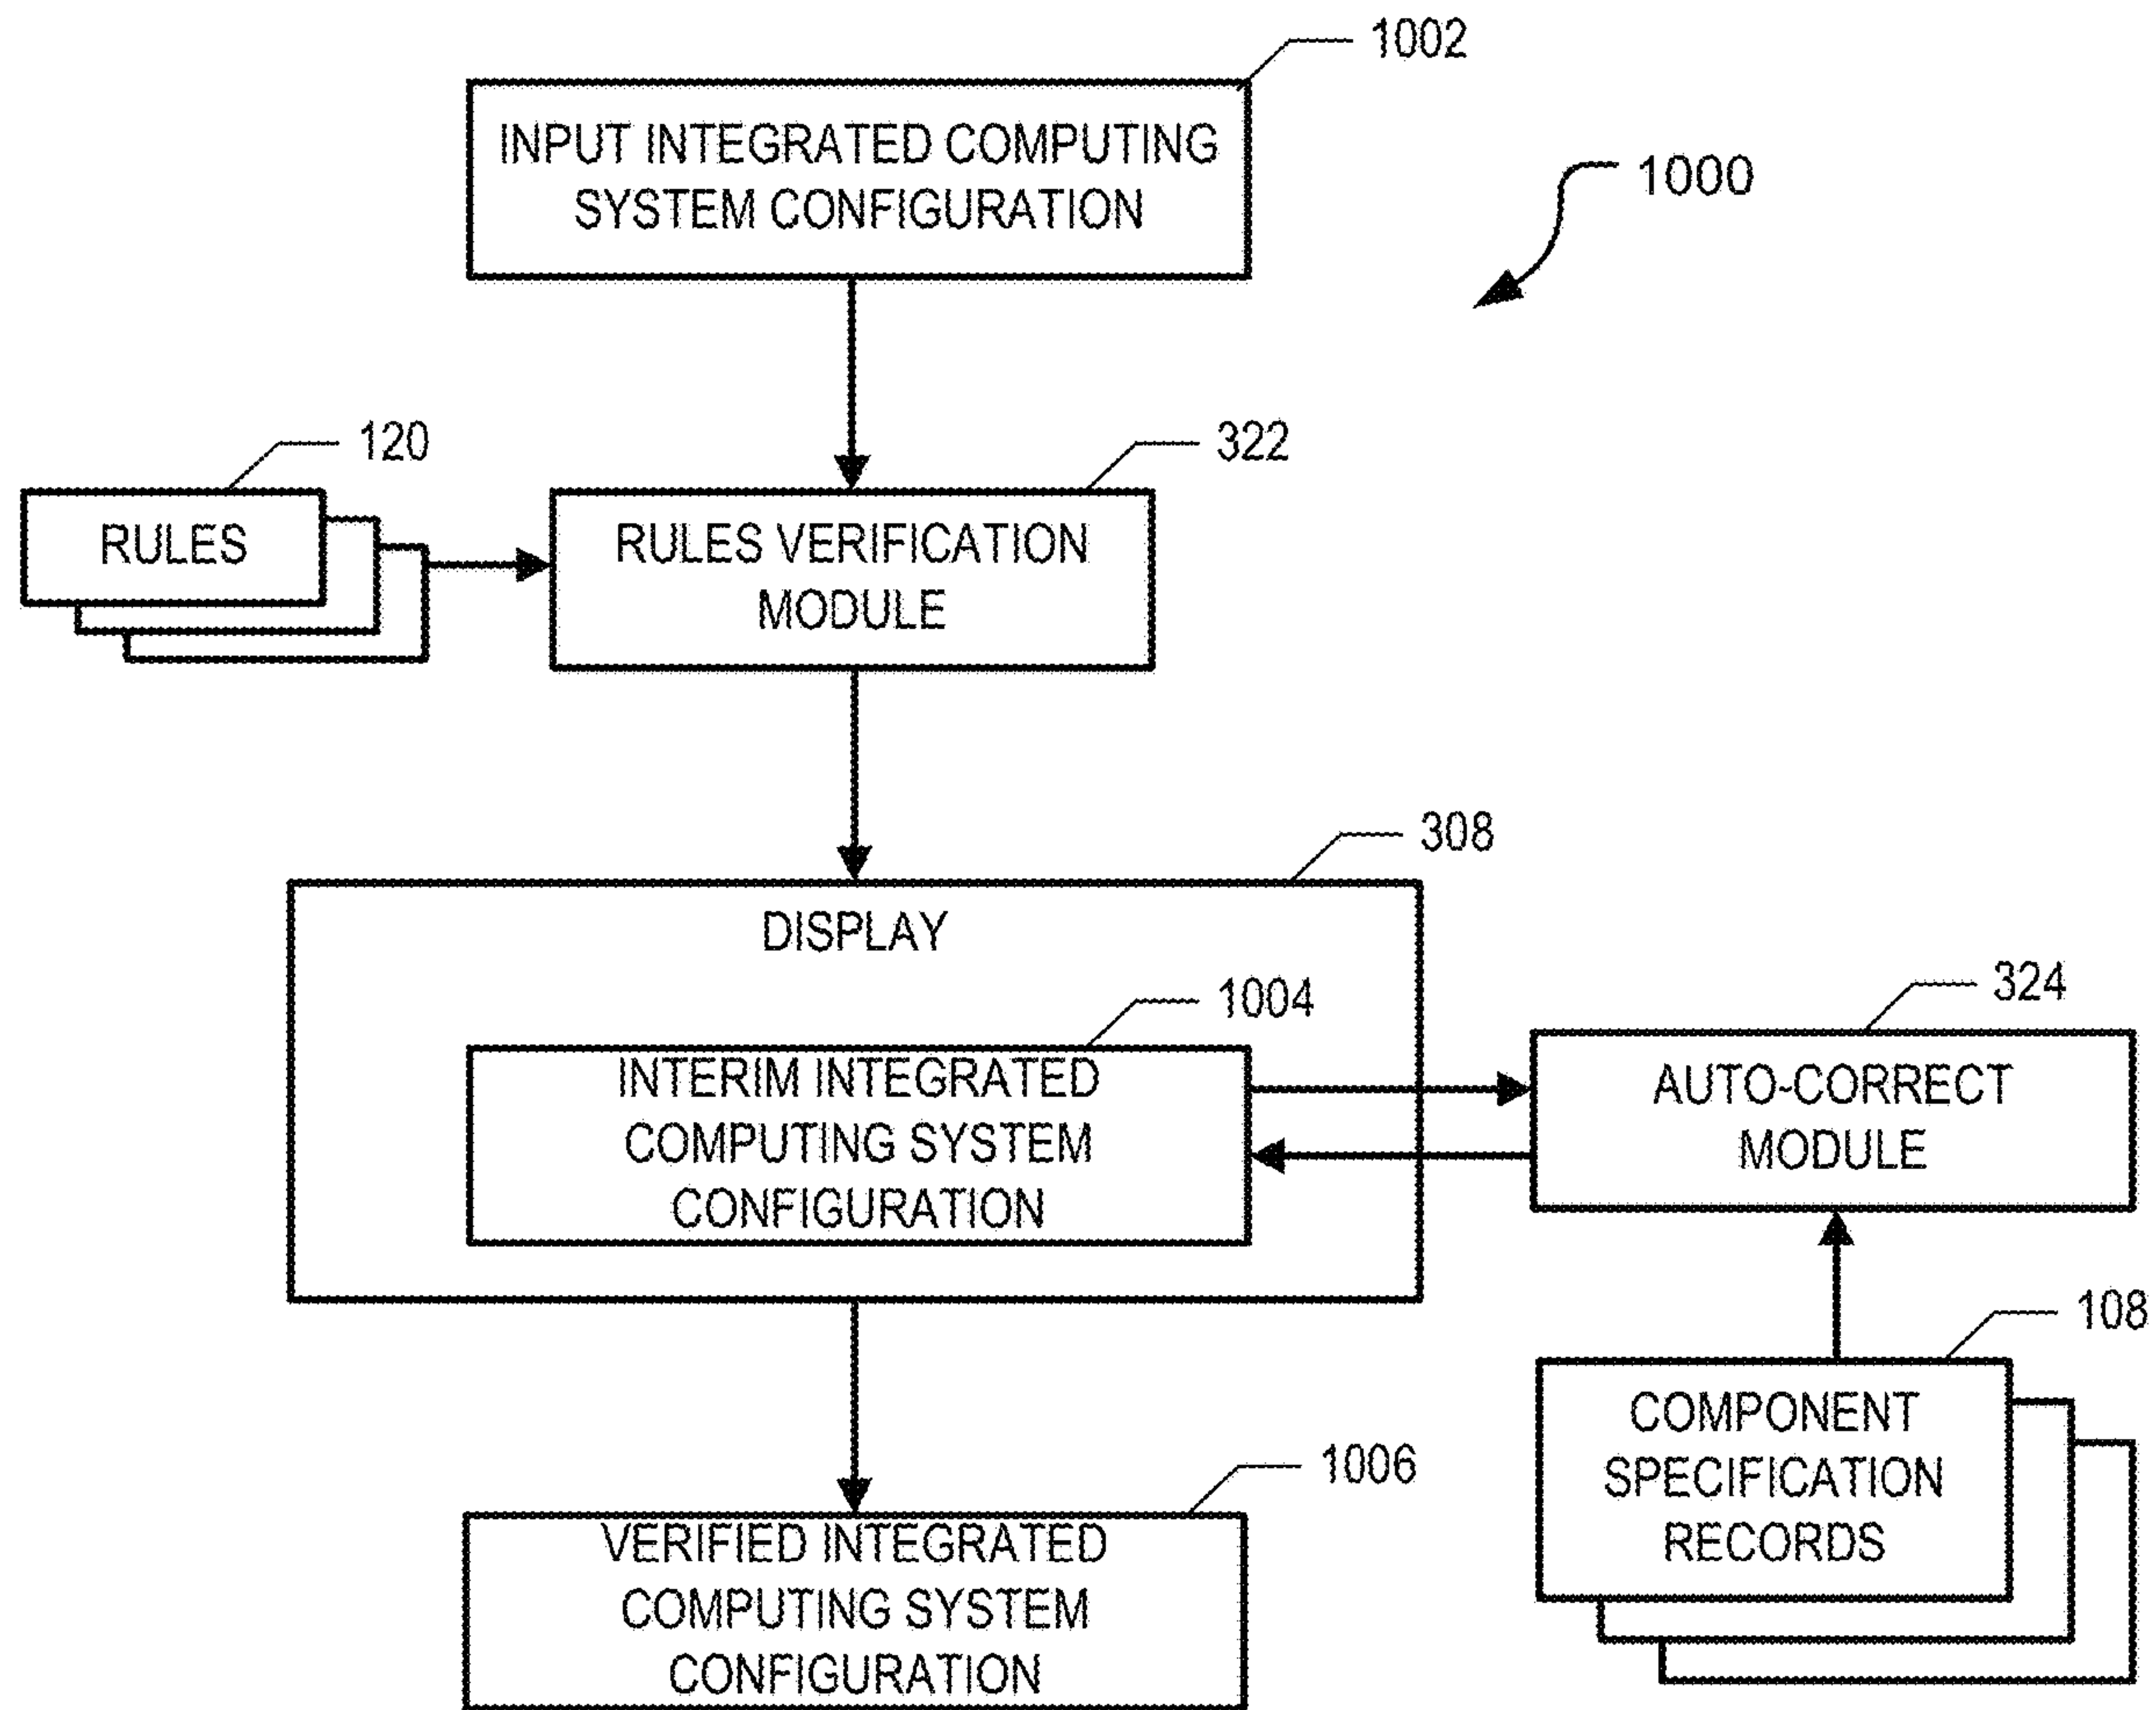 1002
INPUT INTEGRATED COMPUTING
SYSTEM CONFIGURATION
1000
120
322
RULES
RULES VERIFICATION
MODULE
308
DISPLAY
1004
324
INTERIM INTEGRATED
COMPUTING SYSTEM
CONFIGURATION
AUTO-CORRECT
MODULE
108
COMPONENT
SPECIFICATION
RECORDS
1006
VERIFIED INTEGRATED
COMPUTING SYSTEM
CONFIGURATION